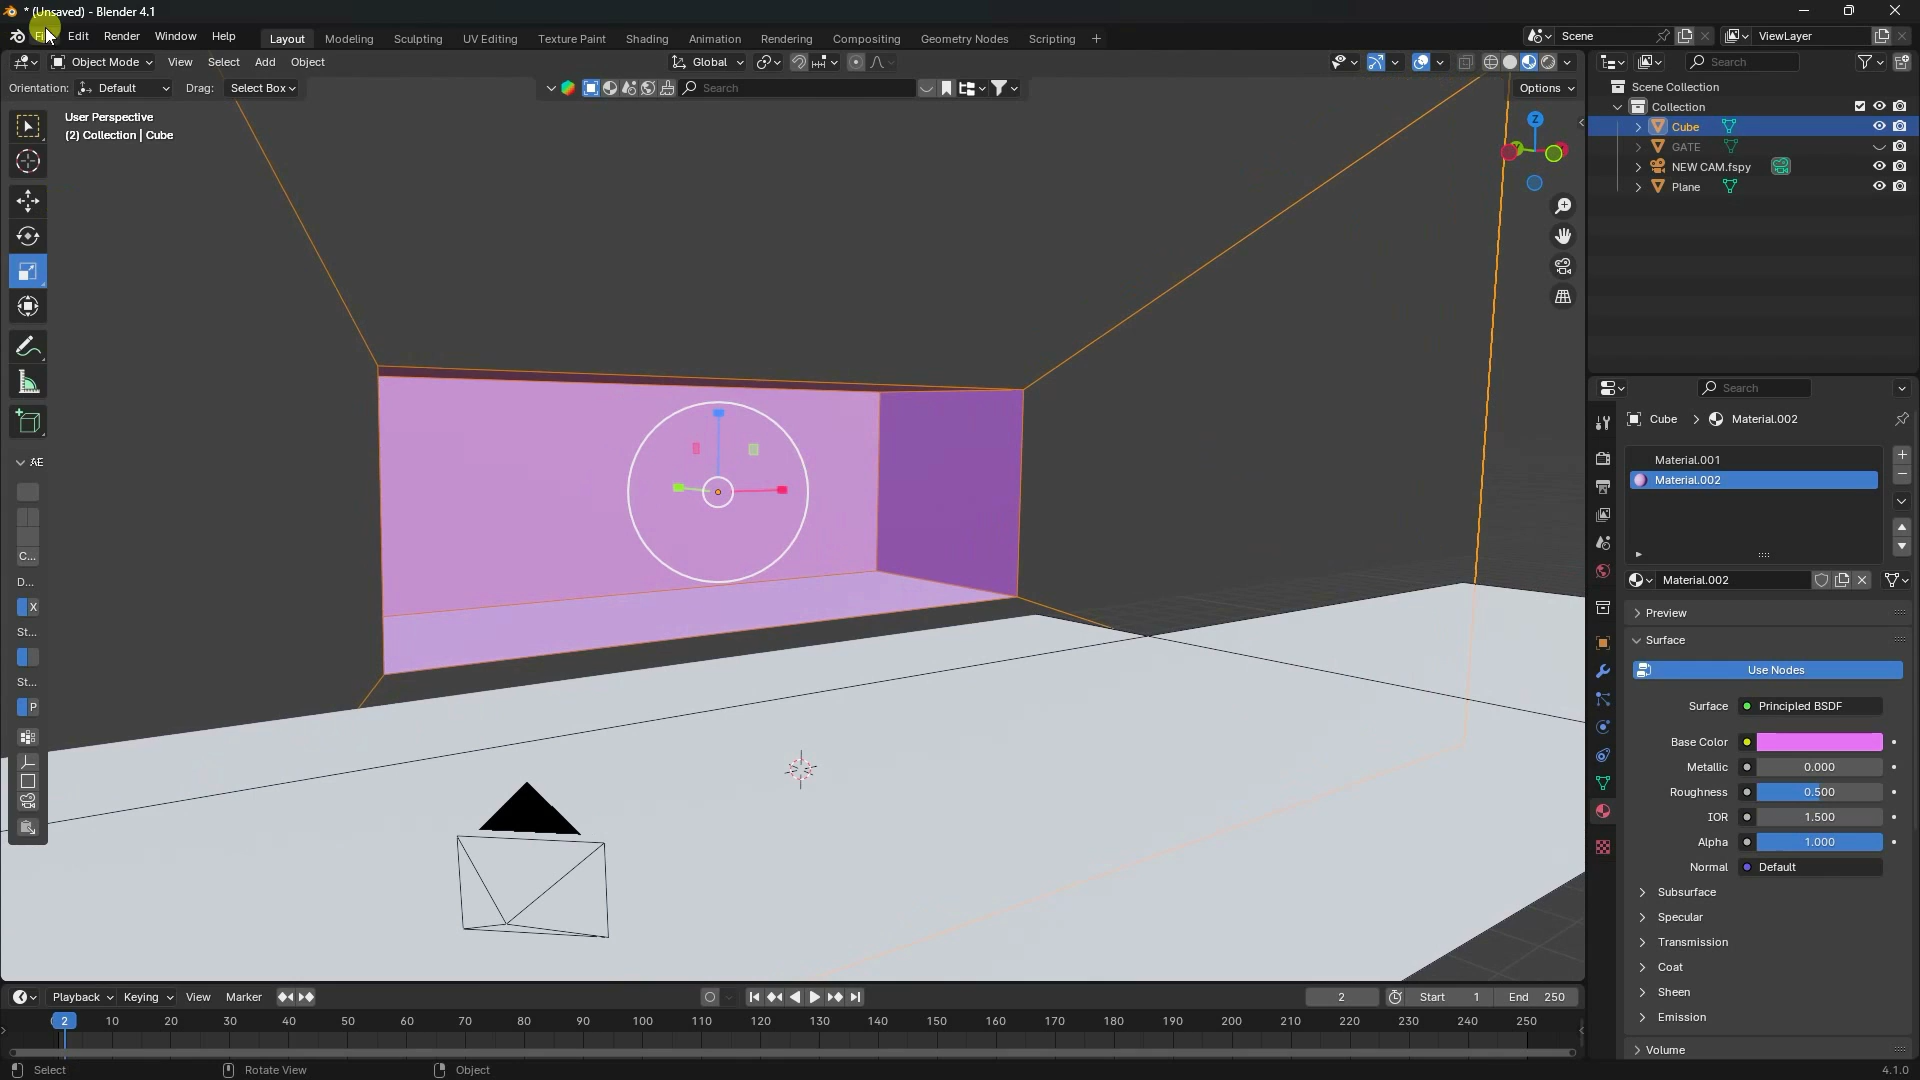 * (Unsaved) - Blender 4.1
Edit Render Window Help Layout Modeling Sculpting UV Editing Texture Paint Shading Animation Rendering Compositing Geometry Nodes Scripting + Scene ViewLayer
Object Mode View Select Add Object Global Search
Orientation: Default Drag: Select Box Search Options
User Perspective
(2) Collection | Cube
Z
Scene Collection
Collection
Cube
GATE
NEW CAM.fspy
Plane
AE
C...
D...
X
St...
St...
P
Search
Cube > Material.002
Material.001
Material.002
Material.002
Preview
Surface
Use Nodes
Surface Principled BSDF
Base Color
Metallic 0.000
Roughness 0.500
IOR 1.500
Alpha 1.000
Normal Default
Subsurface
Specular
Transmission
Coat
Sheen
Emission
Volume
Playback Keying View Marker 2 Start 1 End 250
2 10 20 30 40 50 60 70 80 90 100 110 120 130 140 150 160 170 180 190 200 210 220 230 240 250
Select Rotate View Object 4.1.0